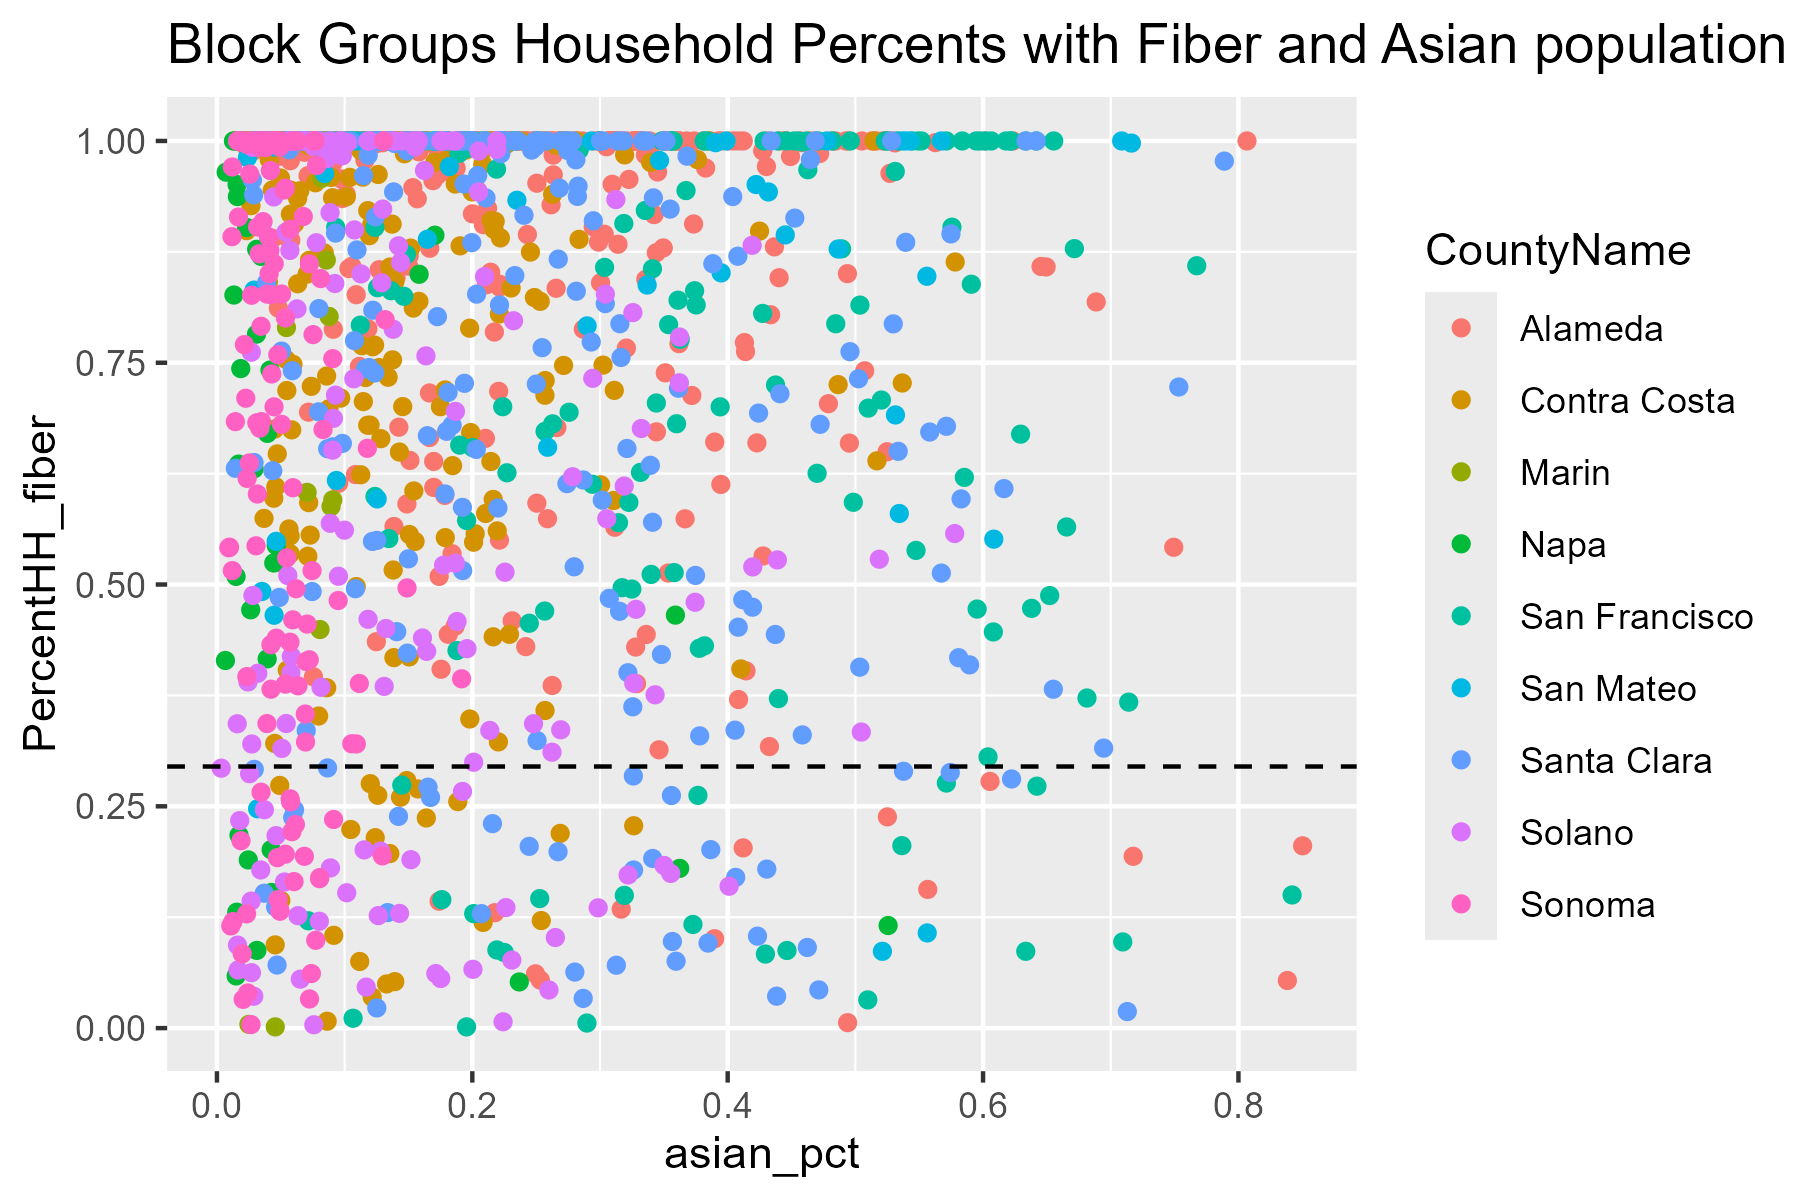 Block Groups Household Percents with Fiber and Asian population
PercentHH_fiber
1.00
0.75
0.50
0.25
0.00
0.0
0.2
0.4
0.6
0.8
asian_pct
CountyName
Alameda
Contra Costa
Marin
Napa
San Francisco
San Mateo
Santa Clara
Solano
Sonoma